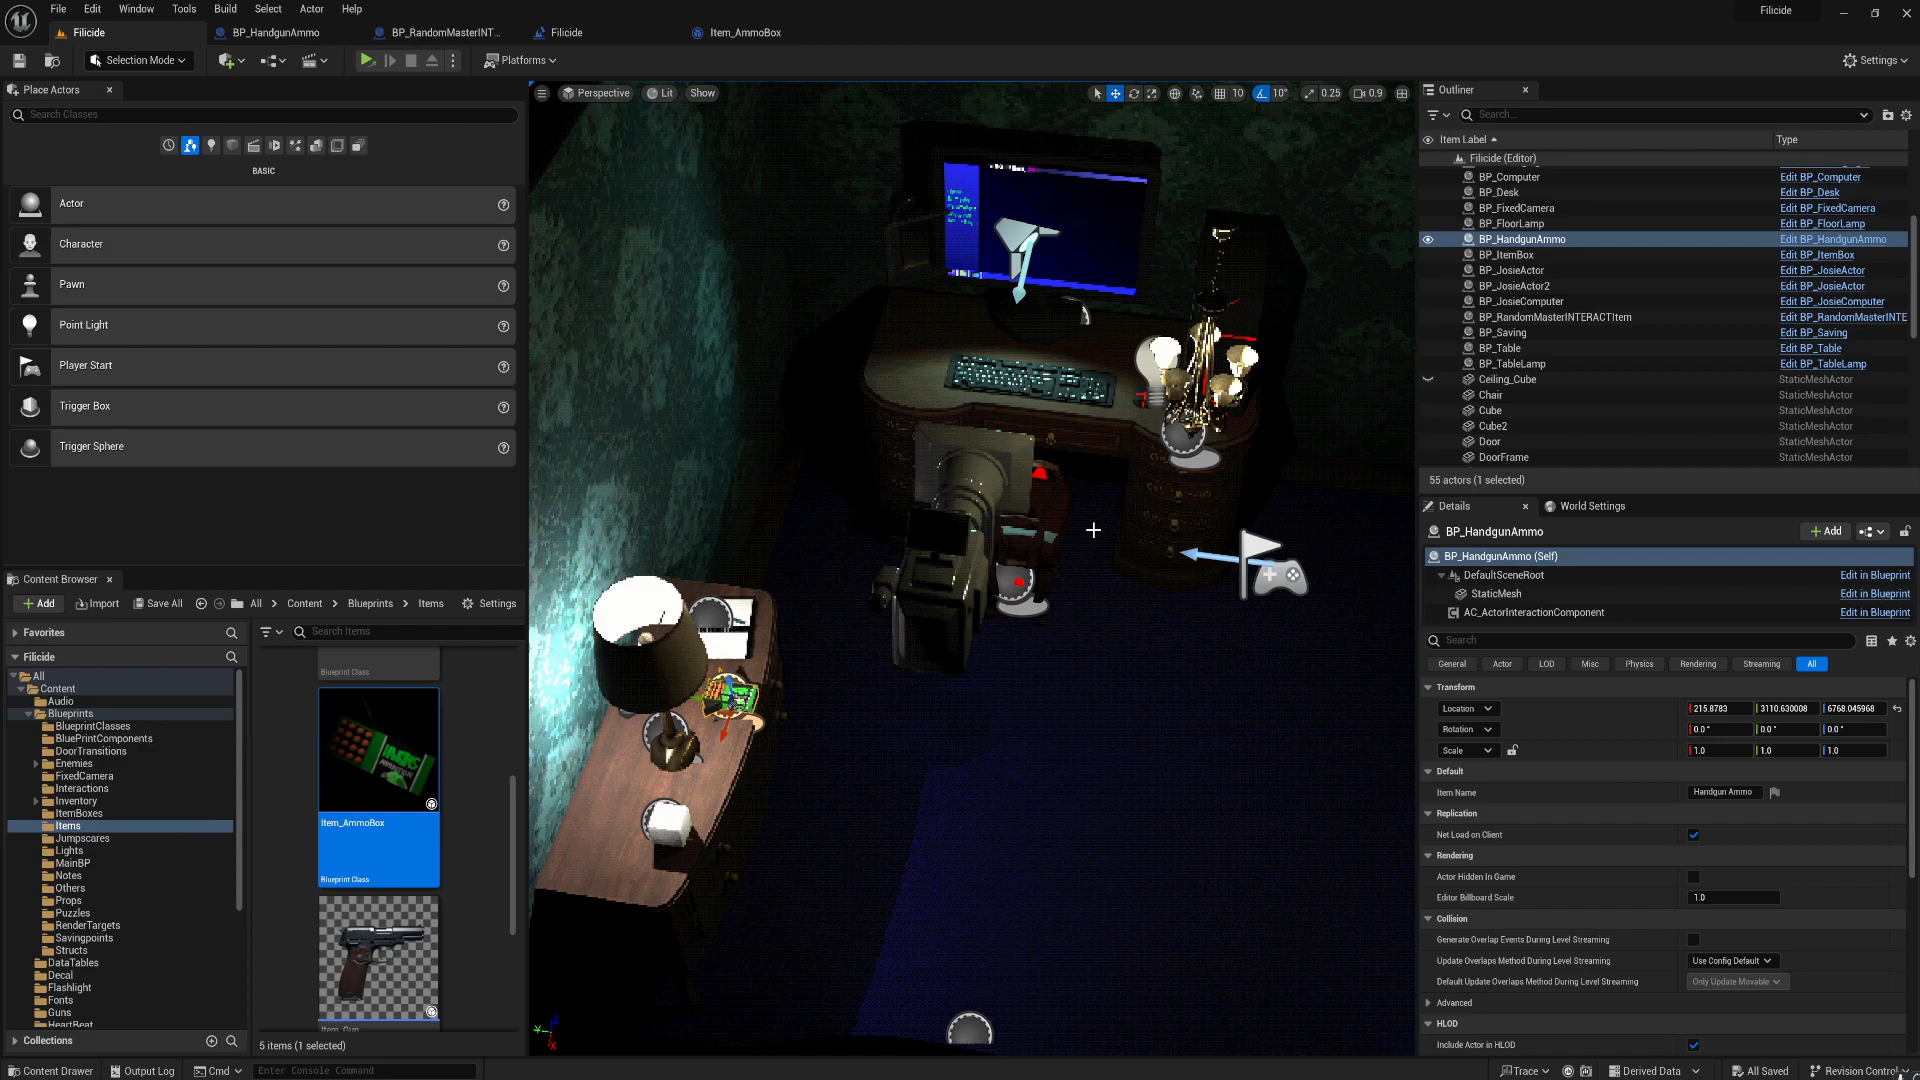 File Edit Window Tools Build Select Actor Help
Filicide
Filicide BP_HandgunAmmo BP_RandomMasterINT... Filicide Item_AmmoBox
Selection Mode Platforms Settings
Place Actors
Search Classes
BASIC
Actor
Character
Pawn
Point Light
Player Start
Trigger Box
Trigger Sphere
Perspective Lit Show 10 10° 0.25 0.9
Outliner
Search...
Item Label Type
Filicide (Editor)
BP_Computer Edit BP_Computer
BP_Desk Edit BP_Desk
BP_FixedCamera Edit BP_FixedCamera
BP_FloorLamp Edit BP_FloorLamp
BP_HandgunAmmo Edit BP_HandgunAmmo
BP_ItemBox Edit BP_ItemBox
BP_JosieActor Edit BP_JosieActor
BP_JosieActor2 Edit BP_JosieActor
BP_JosieComputer Edit BP_JosieComputer
BP_RandomMasterINTERACTItem Edit BP_RandomMasterINTE
BP_Saving Edit BP_Saving
BP_Table Edit BP_Table
BP_TableLamp Edit BP_TableLamp
Ceiling_Cube StaticMeshActor
Chair StaticMeshActor
Cube StaticMeshActor
Cube2 StaticMeshActor
Door StaticMeshActor
DoorFrame StaticMeshActor
55 actors (1 selected)
Details World Settings
BP_HandgunAmmo Add
BP_HandgunAmmo (Self)
DefaultSceneRoot Edit in Blueprint
StaticMesh Edit in Blueprint
AC_ActorInteractionComponent Edit in Blueprint
Search
General Actor LOD Misc Physics Rendering Streaming All
Transform
Location 215.8783 3110.630008 6768.045968
Rotation 0.0° 0.0° 0.0°
Scale 1.0 1.0 1.0
Default
Item Name Handgun Ammo
Replication
Net Load on Client
Rendering
Actor Hidden In Game
Editor Billboard Scale 1.0
Collision
Generate Overlap Events During Level Streaming
Update Overlaps Method During Level Streaming Use Config Default
Default Update Overlaps Method During Level Streaming Only Update Movable
Advanced
HLOD
Include Actor in HLOD
Content Browser
Add Import Save All All Content Blueprints Items Settings
Favorites
Filicide
All
Content
Audio
Blueprints
BlueprintClasses
BluePrintComponents
DoorTransitions
Enemies
FixedCamera
Interactions
Inventory
ItemBoxes
Items
Jumpscares
Lights
MainBP
Notes
Others
Props
Puzzles
RenderTargets
Savingpoints
Structs
DataTables
Decal
Flashlight
Fonts
Guns
HeartBeat
Collections
Search Items
Blueprint Class
Item_AmmoBox
Blueprint Class
Item_Gun
5 items (1 selected)
Content Drawer Output Log Cmd Enter Console Command Trace Derived Data All Saved Revision Control